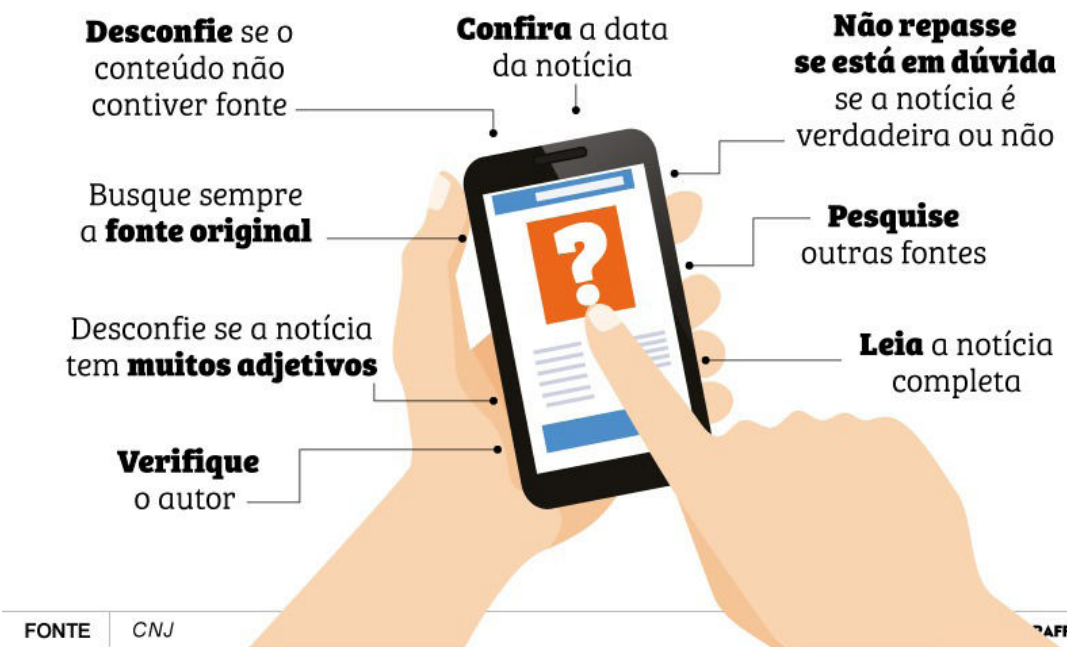 Desconfie se o
conteúdo não
contiver fonte
Confira a data
da notícia
Não repasse
se está em dúvida
se a notícia é
verdadeira ou não
Busque sempre
a fonte original
Pesquise
outras fontes
Desconfie se a notícia
tem muitos adjetivos
Leia a notícia
completa
Verifique
o autor
?
FONTE CNJ